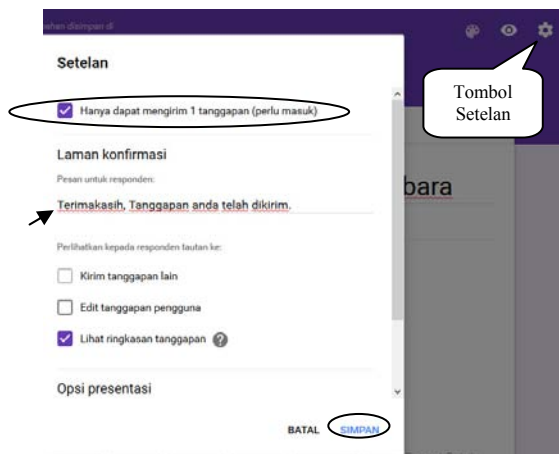 Setelan
Hanya dapat mengirim 1 tanggapan (perlu masuk)
Tombol
Setelan
Laman konfirmasi
Pesan untuk responden:
Terimakasih, Tanggapan anda telah dikirim.
bara
Perlihatkan kepada responden tautan ke:
Kirim tanggapan lain
Edit tanggapan pengguna
Lihat ringkasan tanggapan ?
Opsi presentasi
BATAL SIMPAN